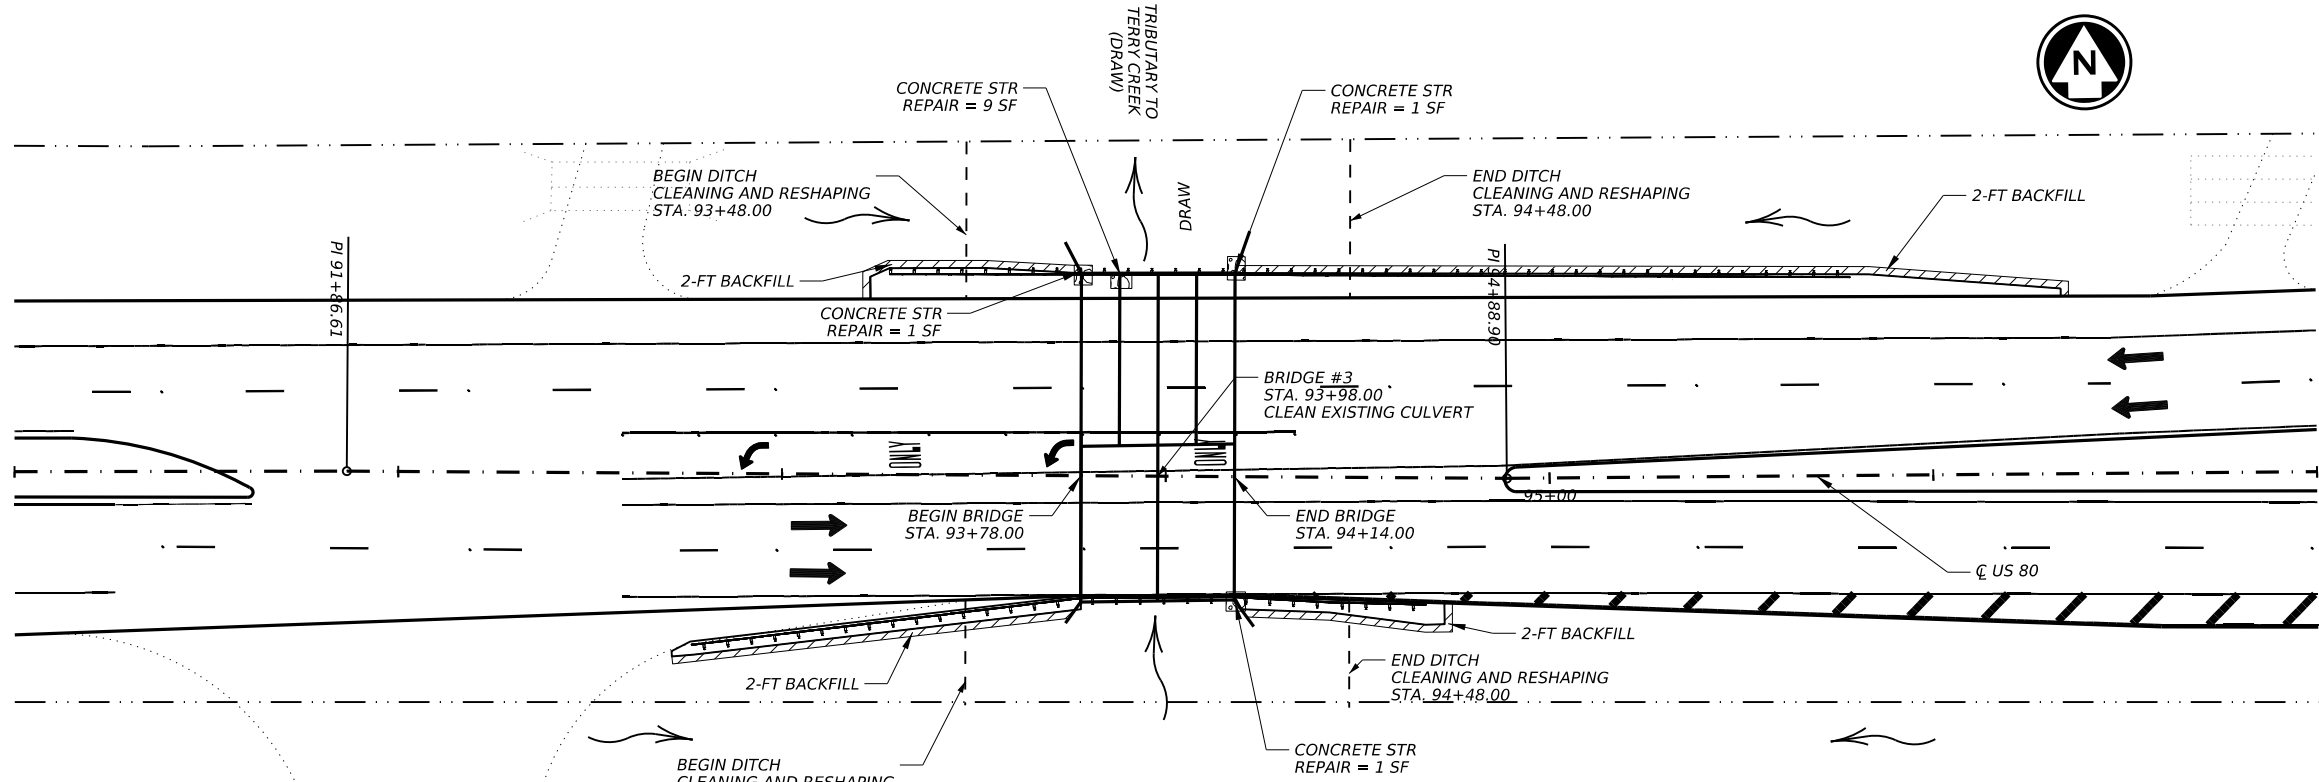 TRIBUTARY TO
TERRY CREEK
(DRAW)
N
CONCRETE STR
REPAIR = 9 SF
CONCRETE STR
REPAIR = 1 SF
BEGIN DITCH
CLEANING AND RESHAPING
STA. 93+48.00
DRAW
END DITCH
CLEANING AND RESHAPING
STA. 94+48.00
2-FT BACKFILL
PI 91+86.61
2-FT BACKFILL
PI 94+88.90
CONCRETE STR
REPAIR = 1 SF
BRIDGE #3
STA. 93+98.00
CLEAN EXISTING CULVERT
ONLY
ONLY
95+00
BEGIN BRIDGE
STA. 93+78.00
END BRIDGE
STA. 94+14.00
℄ US 80
2-FT BACKFILL
2-FT BACKFILL
END DITCH
CLEANING AND RESHAPING
STA. 94+48.00
BEGIN DITCH
CLEANING AND RESHAPING
CONCRETE STR
REPAIR = 1 SF